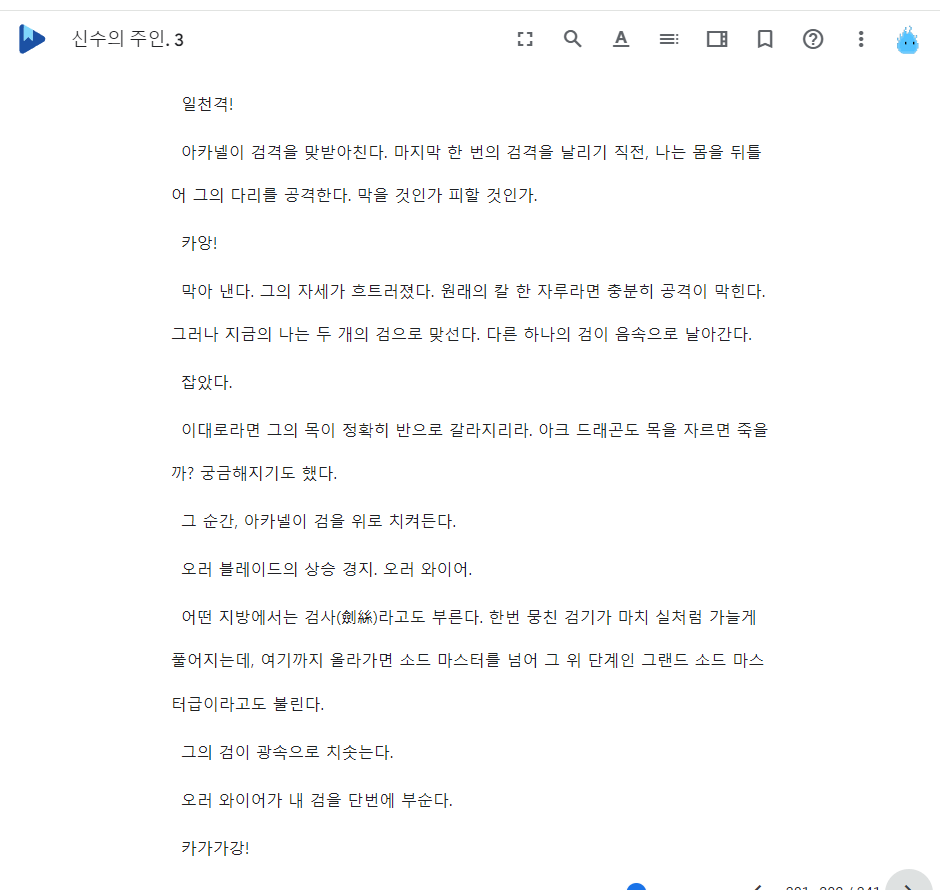 신수의 주인. 3
일천격!
아카넬이 검격을 맞받아친다. 마지막 한 번의 검격을 날리기 직전, 나는 몸을 뒤틀
어 그의 다리를 공격한다. 막을 것인가 피할 것인가.
카앙!
막아 낸다. 그의 자세가 흐트러졌다. 원래의 칼 한 자루라면 충분히 공격이 막힌다.
그러나 지금의 나는 두 개의 검으로 맞선다. 다른 하나의 검이 음속으로 날아간다.
잡았다.
이대로라면 그의 목이 정확히 반으로 갈라지리라. 아크 드래곤도 목을 자르면 죽을
까? 궁금해지기도 했다.
그 순간, 아카넬이 검을 위로 치켜든다.
오러 블레이드의 상승 경지. 오러 와이어.
어떤 지방에서는 검사(劍絲)라고도 부른다. 한번 뭉친 검기가 마치 실처럼 가늘게
풀어지는데, 여기까지 올라가면 소드 마스터를 넘어 그 위 단계인 그랜드 소드 마스
터급이라고도 불린다.
그의 검이 광속으로 치솟는다.
오러 와이어가 내 검을 단번에 부순다.
카가가강!